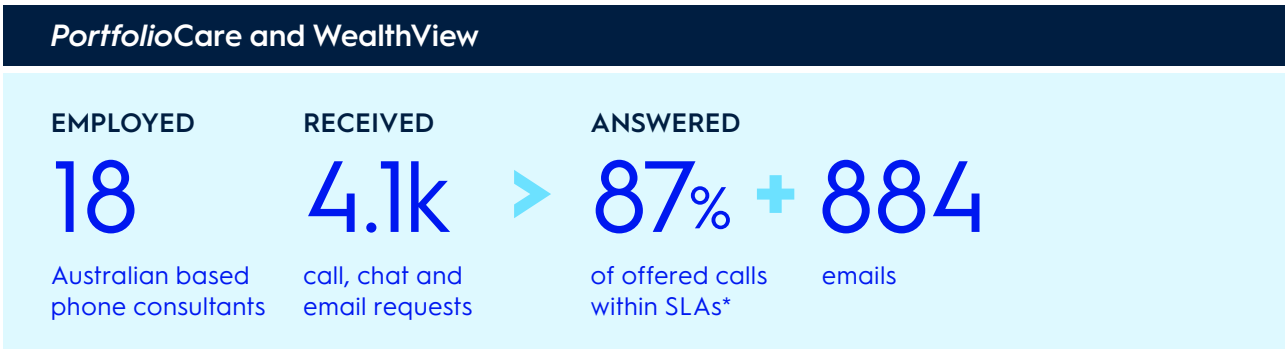 PortfolioCare and WealthView
EMPLOYED
18
Australian based
phone consultants
RECEIVED
4.1k
call, chat and
email requests
>
ANSWERED
87%
of offered calls
within SLAs*
+
884
emails